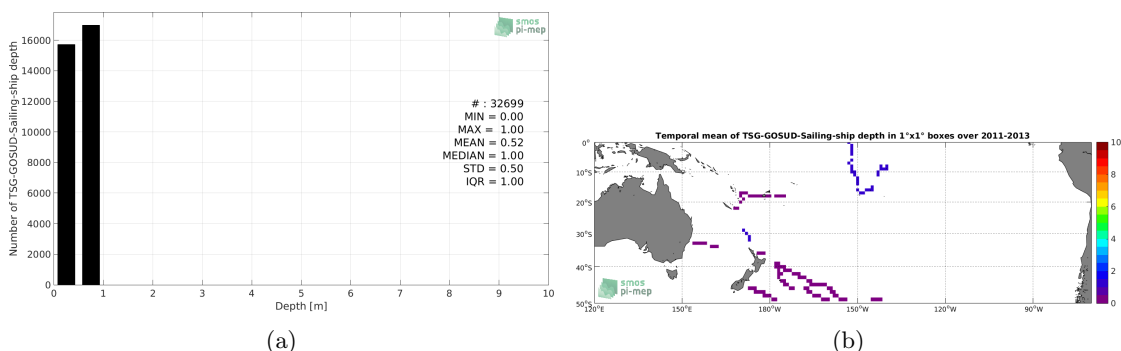 smos
pi-mep
Number of TSG-GOSUD-Sailing-ship depth
16000
14000
12000
10000
8000
6000
4000
2000
0
# : 32699
MIN = 0.00
MAX = 1.00
MEAN = 0.52
MEDIAN = 1.00
STD = 0.50
IQR = 1.00
0 1 2 3 4 5 6 7 8 9 10
Depth [m]
(a)
Temporal mean of TSG-GOSUD-Sailing-ship depth in 1°x1° boxes over 2011-2013
0°
10°S
20°S
30°S
40°S
50°S
120°E 150°E 180°W 150°W 120°W 90°W
10
8
6
4
2
0
smos
pi-mep
(b)